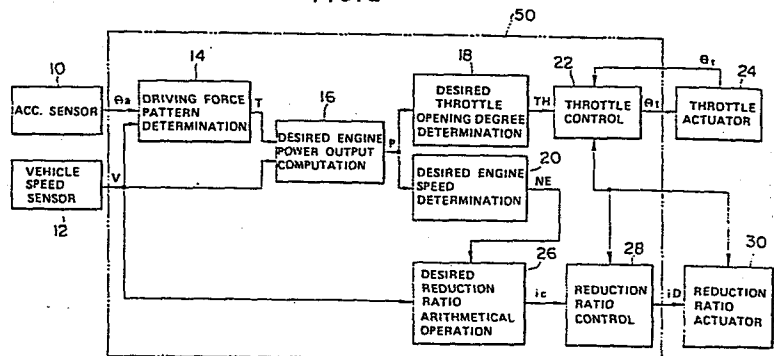 50
10
ACC. SENSOR
θa
14
DRIVING FORCE
PATTERN
DETERMINATION
T
VEHICLE
SPEED
SENSOR
12
V
16
DESIRED ENGINE
POWER OUTPUT
COMPUTATION
P
18
DESIRED
THROTTLE
OPENING DEGREE
DETERMINATION
TH
20
DESIRED ENGINE
SPEED
DETERMINATION
NE
22
THROTTLE
CONTROL
θt
θt
24
THROTTLE
ACTUATOR
26
DESIRED
REDUCTION
RATIO
ARITHMETICAL
OPERATION
ic
28
REDUCTION
RATIO
CONTROL
iD
30
REDUCTION
RATIO
ACTUATOR